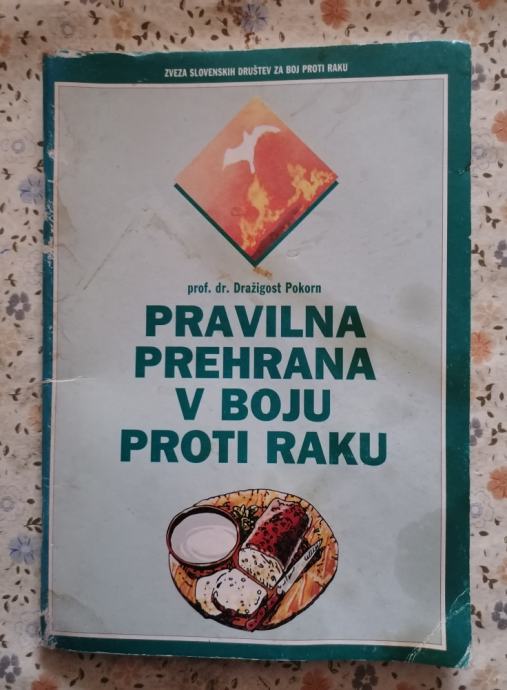 ZVEZA SLOVENSKIH DRUŠTEV ZA BOJ PROTI RAKU
prof. dr. Dražigost Pokorn
PRAVILNA
PREHRANA
V BOJU
PROTI RAKU